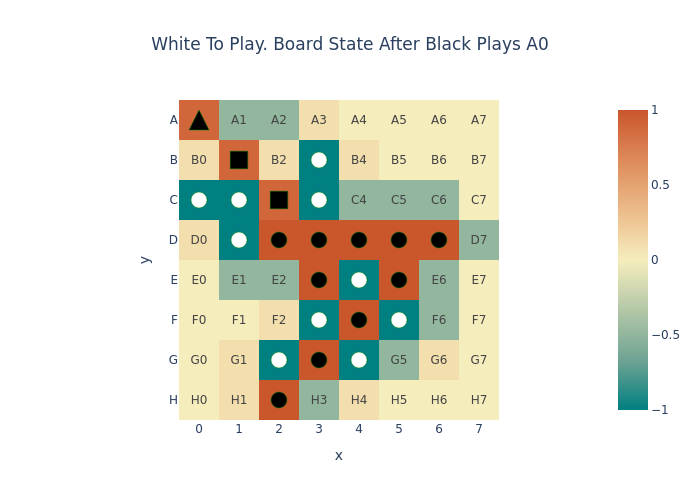 White To Play. Board State After Black Plays A0
A A1 A2 A3 A4 A5 A6 A7 1
B B0 B2 B4 B5 B6 B7 0.5
C C4 C5 C6 C7
D D0 D7 0
y
E E0 E1 E2 E6 E7
F F0 F1 F2 F6 F7 −0.5
G G0 G1 G5 G6 G7
H H0 H1 H3 H4 H5 H6 H7 −1
0 1 2 3 4 5 6 7
x